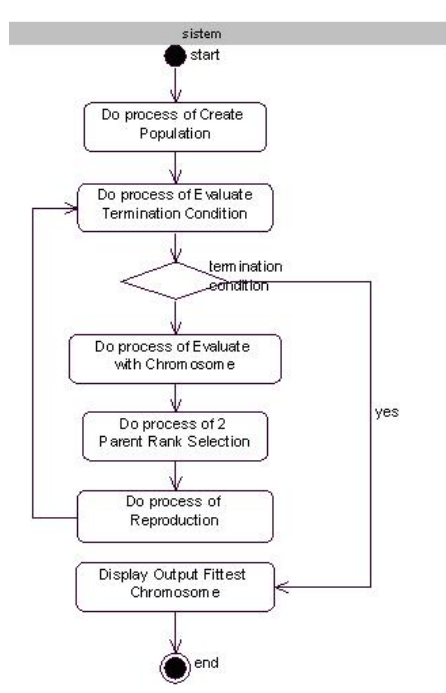 sistem
start
Do process of Create
Population
Do process of Evaluate
Termination Condition
termination
condition
Do process of Evaluate
with Chromosome
yes
Do process of 2
Parent Rank Selection
Do process of
Reproduction
Display Output Fittest
Chromosome
end